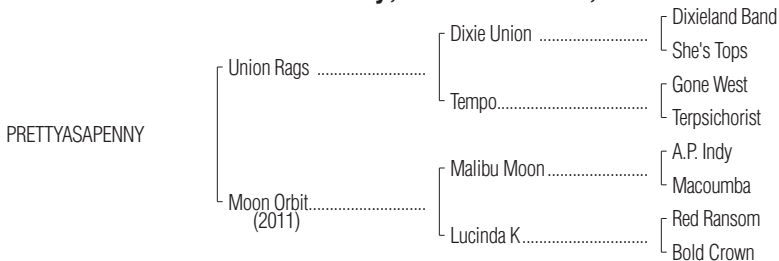 Dixieland Band
Dixie Union
She's Tops
Union Rags
Gone West
Tempo
Terpsichorist
PRETTYASAPENNY
A.P. Indy
Malibu Moon
Macoumba
Moon Orbit
(2011)
Red Ransom
Lucinda K
Bold Crown